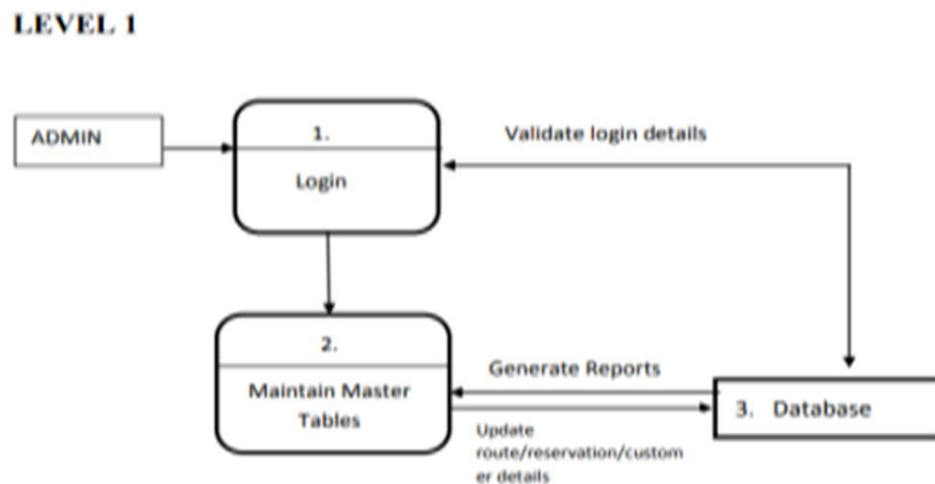 LEVEL 1
ADMIN
1.
Login
Validate login details
2.
Maintain Master
Tables
Generate Reports
Update
route/reservation/custom
er details
3. Database